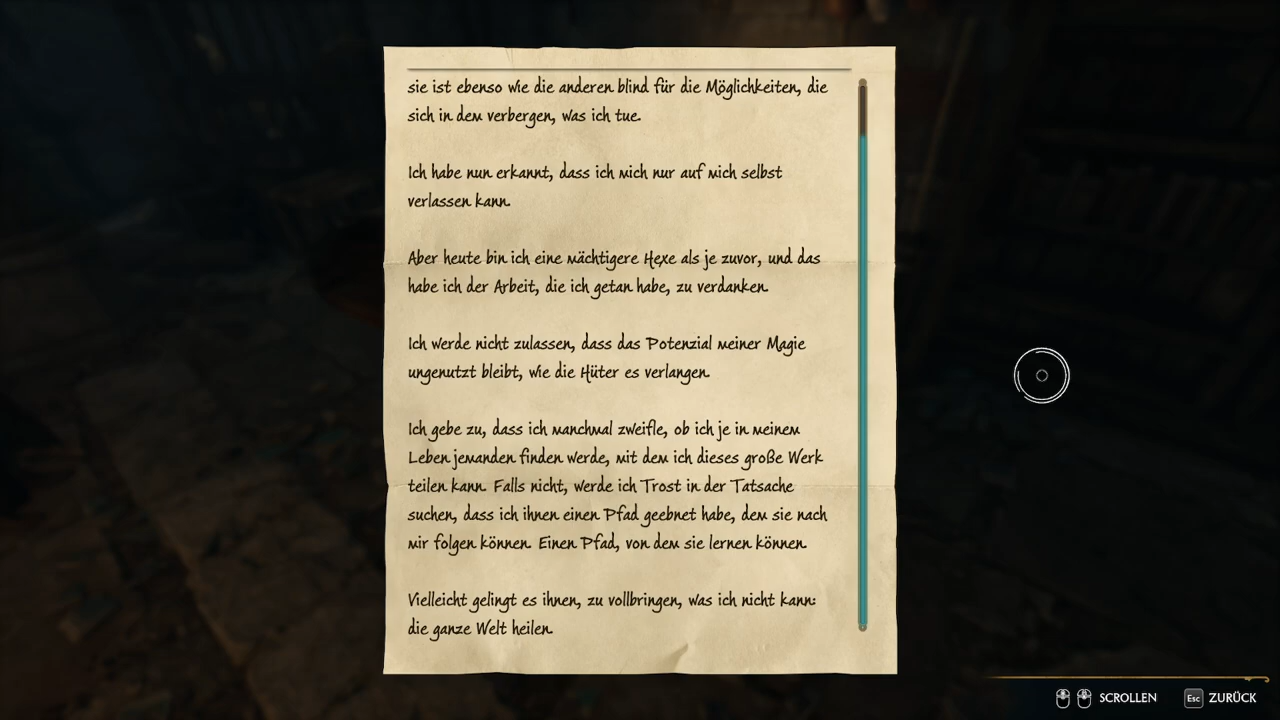 sie ist ebenso wie die anderen blind für die Möglichkeiten, die
sich in dem verbergen, was ich tue.
Ich habe nun erkannt, dass ich mich nur auf mich selbst
verlassen kann.
Aber heute bin ich eine mächtigere Hexe als je zuvor, und das
habe ich der Arbeit, die ich getan habe, zu verdanken.
Ich werde nicht zulassen, dass das Potenzial meiner Magie
ungenutzt bleibt, wie die Hüter es verlangen.
Ich gebe zu, dass ich manchmal zweifle, ob ich je in meinem
Leben jemanden finden werde, mit dem ich dieses große Werk
teilen kann. Falls nicht, werde ich Trost in der Tatsache
suchen, dass ich ihnen einen Pfad geebnet habe, dem sie nach
mir folgen können. Einen Pfad, von dem sie lernen können.
Vielleicht gelingt es ihnen, zu vollbringen, was ich nicht kann:
die ganze Welt heilen.
SCROLLEN
Esc ZURÜCK